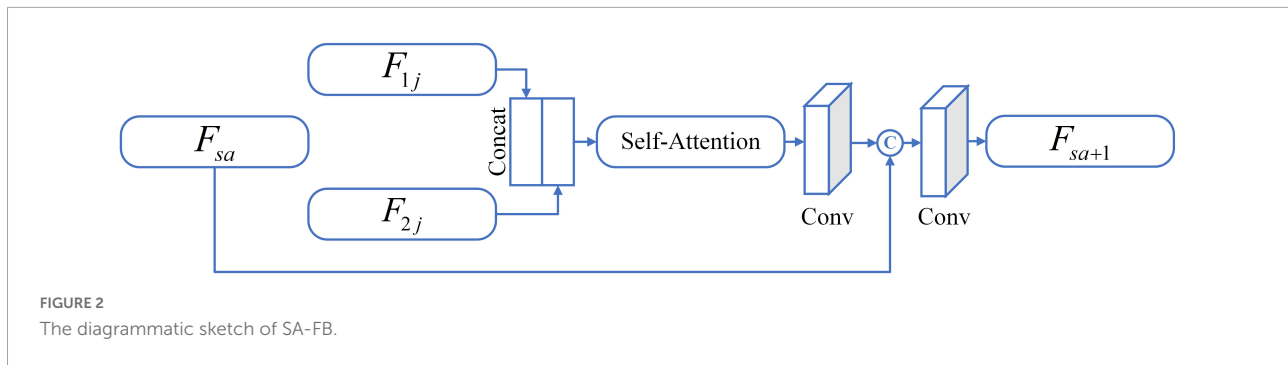 F1j
Fsa
Concat
Self-Attention
C
Fsa+1
F2j
Conv
Conv
FIGURE 2
The diagrammatic sketch of SA-FB.